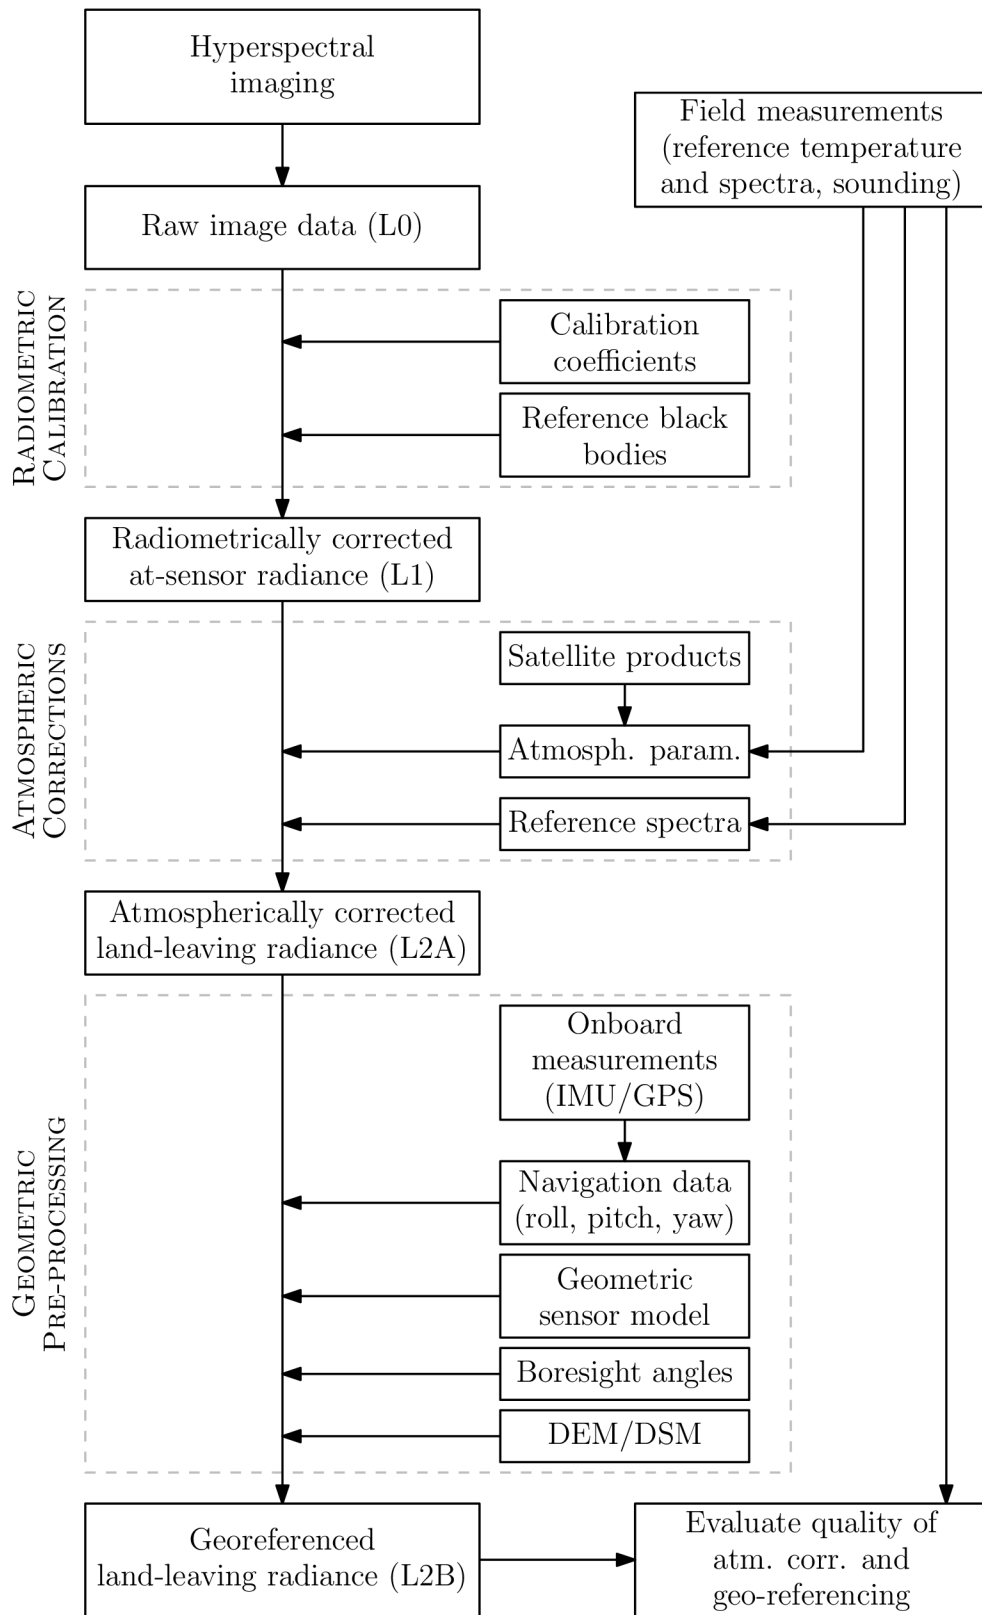 Hyperspectral
imaging
Field measurements
(reference temperature
and spectra, sounding)
Raw image data (L0)
RADIOMETRIC
CALIBRATION
Calibration
coefficients
Reference black
bodies
Radiometrically corrected
at-sensor radiance (L1)
ATMOSPHERIC
CORRECTIONS
Satellite products
Atmosph. param.
Reference spectra
Atmospherically corrected
land-leaving radiance (L2A)
GEOMETRIC
PRE-PROCESSING
Onboard
measurements
(IMU/GPS)
Navigation data
(roll, pitch, yaw)
Geometric
sensor model
Boresight angles
DEM/DSM
Georeferenced
land-leaving radiance (L2B)
Evaluate quality of
atm. corr. and
geo-referencing